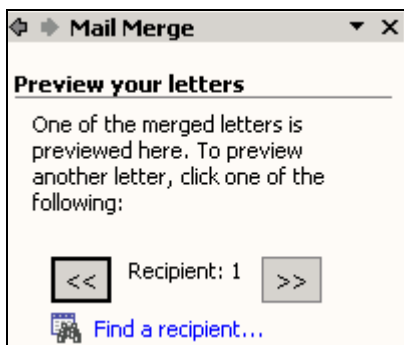 Mail Merge
Preview your letters
One of the merged letters is
previewed here. To preview
another letter, click one of the
following:
<< Recipient: 1 >>
Find a recipient...